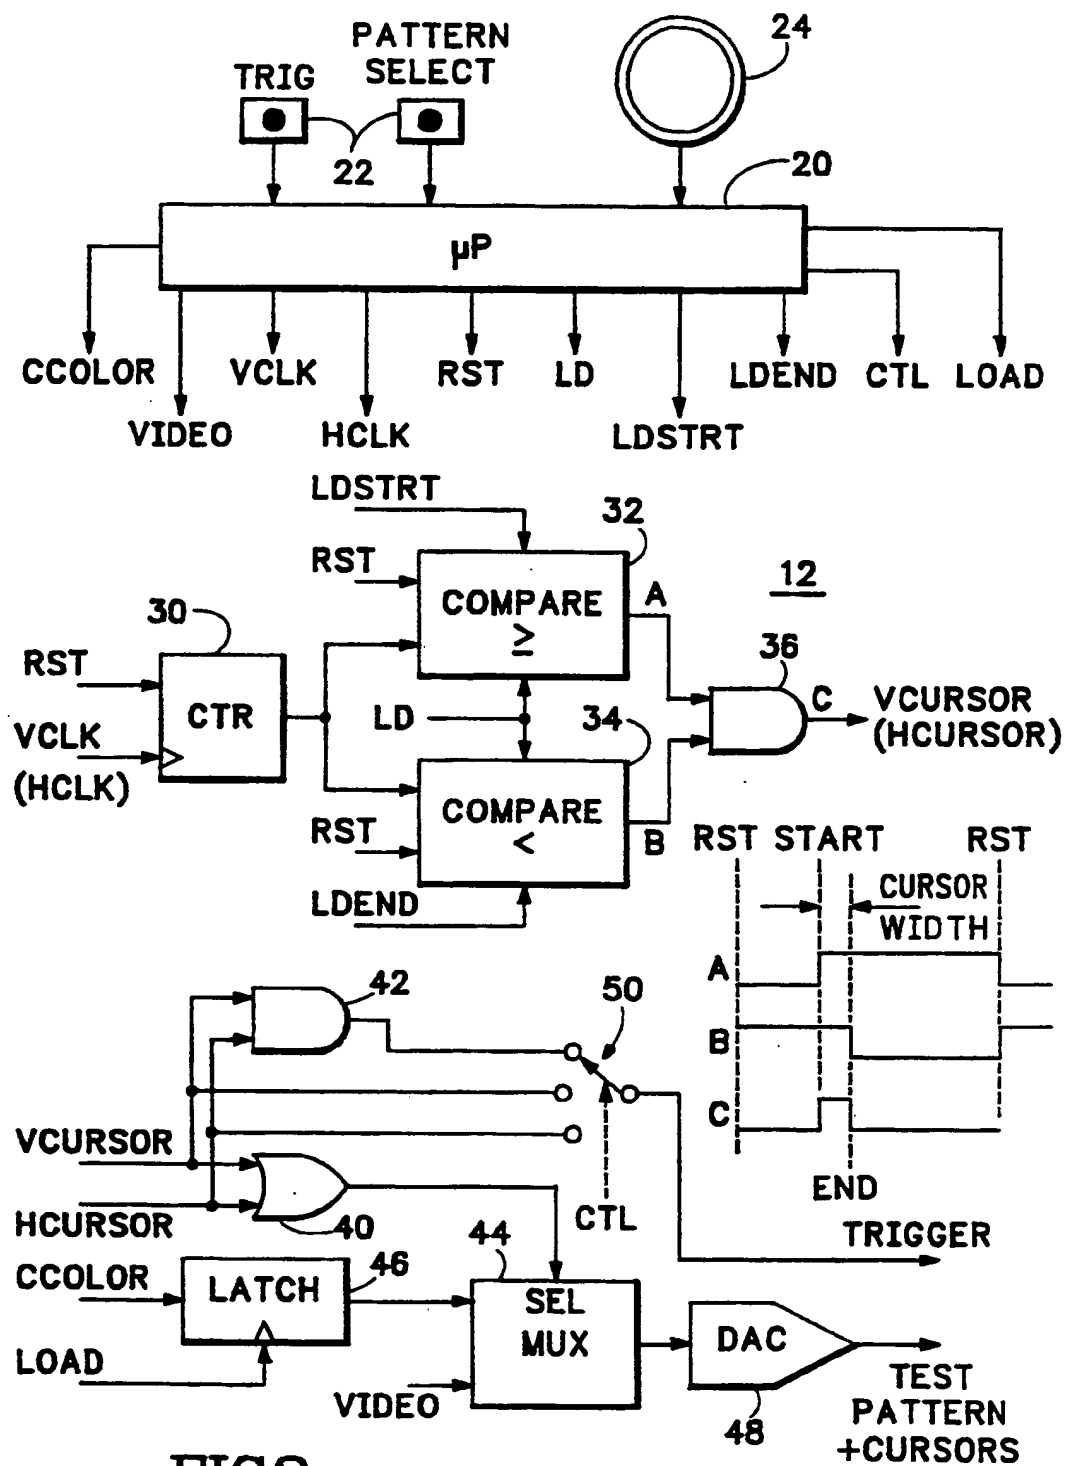 PATTERN
SELECT
TRIG
24
22
20
µP
CCOLOR
VCLK
RST
LD
LDEND
CTL
LOAD
VIDEO
HCLK
LDSTRT
LDSTRT
32
RST
COMPARE
≥
A
12
30
RST
CTR
VCLK
(HCLK)
LD
34
36
C
VCURSOR
(HCURSOR)
COMPARE
<
RST
B
LDEND
RST START RST
CURSOR
WIDTH
A
B
C
END
42
50
VCURSOR
HCURSOR
40
CTL
TRIGGER
CCOLOR
LATCH
46
44
SEL
MUX
DAC
LOAD
VIDEO
48
TEST
PATTERN
+CURSORS